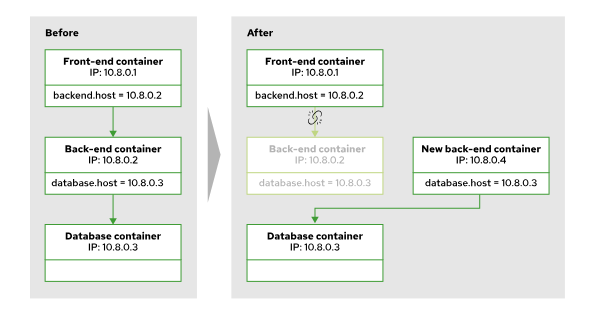 Before
Front-end container
IP: 10.8.0.1
backend.host = 10.8.0.2
Back-end container
IP: 10.8.0.2
database.host = 10.8.0.3
Database container
IP: 10.8.0.3
After
Front-end container
IP: 10.8.0.1
backend.host = 10.8.0.2
Back-end container
IP: 10.8.0.2
database.host = 10.8.0.3
New back-end container
IP: 10.8.0.4
database.host = 10.8.0.3
Database container
IP: 10.8.0.3